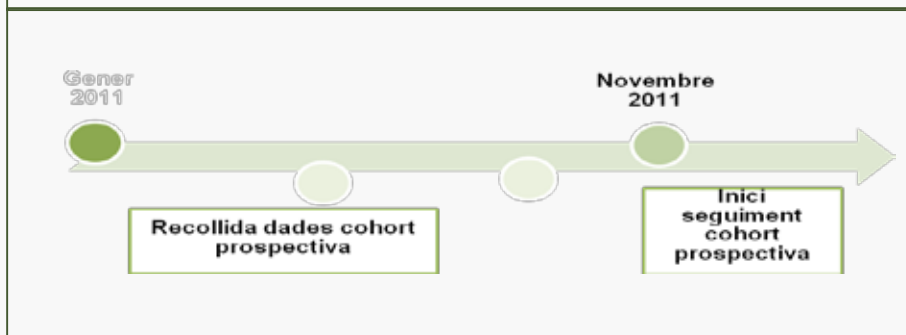 Gener
2011
Novembre
2011
Recollida dades cohort
prospectiva
Inici
seguiment
cohort
prospectiva